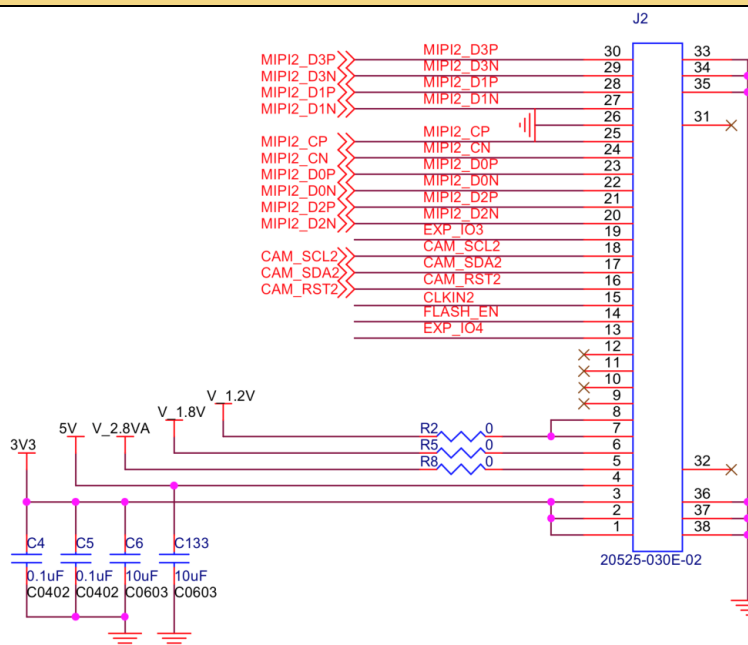 J2
MIPI2_D3P MIPI2_D3P 30 33
MIPI2_D3N MIPI2_D3N 29 34
MIPI2_D1P MIPI2_D1P 28 35
MIPI2_D1N MIPI2_D1N 27
26 31
MIPI2_CP MIPI2_CP 25
MIPI2_CN MIPI2_CN 24
MIPI2_D0P MIPI2_D0P 23
MIPI2_D0N MIPI2_D0N 22
MIPI2_D2P MIPI2_D2P 21
MIPI2_D2N MIPI2_D2N 20
EXP_IO3 19
CAM_SCL2 CAM_SCL2 18
CAM_SDA2 CAM_SDA2 17
CAM_RST2 CAM_RST2 16
CLKIN2 15
FLASH_EN 14
EXP_IO4 13
12
11
10
9
V_1.2V 8
V_1.8V R2 0 7
5V V_2.8VA R5 0 6
3V3 R8 0 5 32
4
3 36
2 37
1 38
C4 C5 C6 C133
20525-030E-02
0.1uF 0.1uF 10uF 10uF
C0402 C0402 C0603 C0603